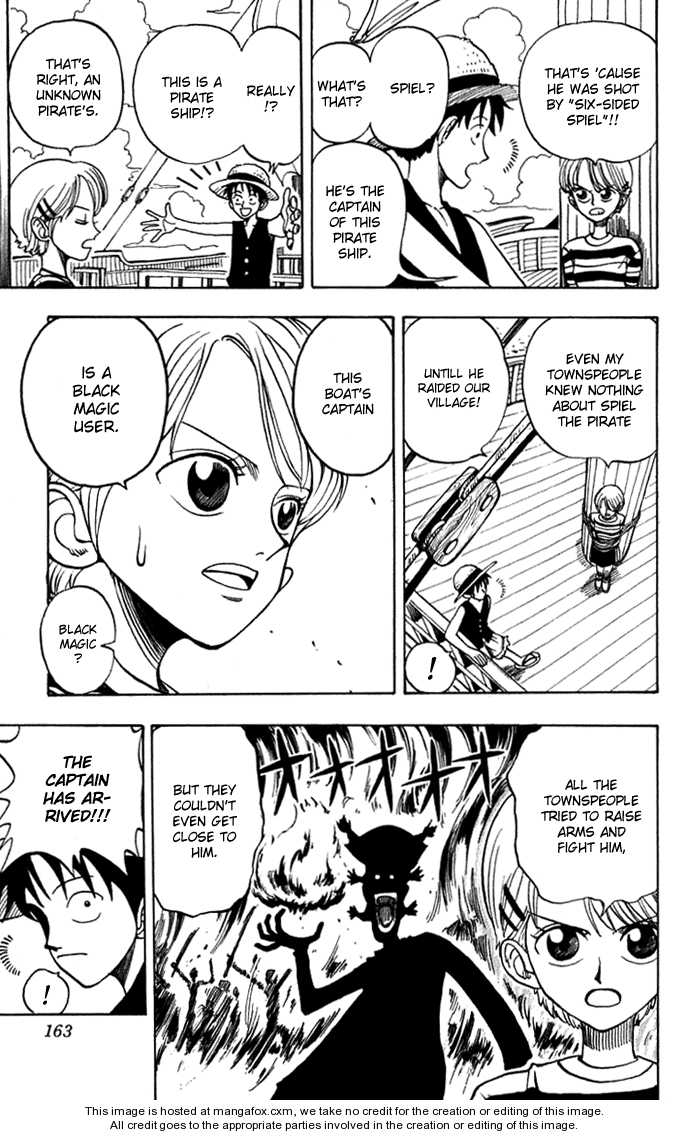 THAT'S 'CAUSE
HE WAS SHOT
BY "SIX-SIDED
SPIEL"!!
SPIEL?
WHAT'S
THAT?
HE'S THE
CAPTAIN
OF THIS
PIRATE
SHIP.
REALLY
!?
THIS IS A
PIRATE
SHIP!?
THAT'S
RIGHT, AN
UNKNOWN
PIRATE'S.
EVEN MY
TOWNSPEOPLE
KNEW NOTHING
ABOUT SPIEL
THE PIRATE
UNTILL HE
RAIDED OUR
VILLAGE!
!
THIS
BOAT'S
CAPTAIN
IS A
BLACK
MAGIC
USER.
BLACK
MAGIC
?
ALL THE
TOWNSPEOPLE
TRIED TO RAISE
ARMS AND
FIGHT HIM,
BUT THEY
COULDN'T
EVEN GET
CLOSE TO
HIM.
オオオオオ
THE
CAPTAIN
HAS AR-
RIVED!!!
!
163
This image is hosted at mangafox.cxm, we take no credit for the creation or editing of this image.
All credit goes to the appropriate parties involved in the creation or editing of this image.